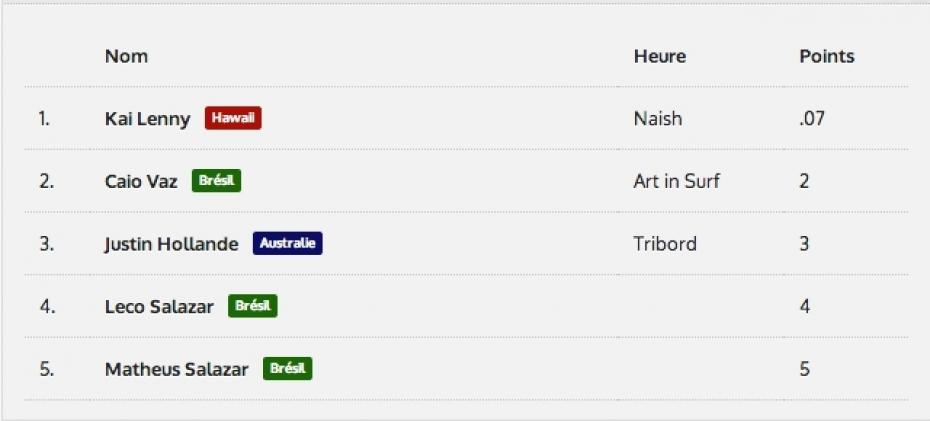 Nom Heure Points
1. Kai Lenny Hawaii Naish .07
2. Caio Vaz Brésil Art in Surf 2
3. Justin Hollande Australie Tribord 3
4. Leco Salazar Brésil 4
5. Matheus Salazar Brésil 5